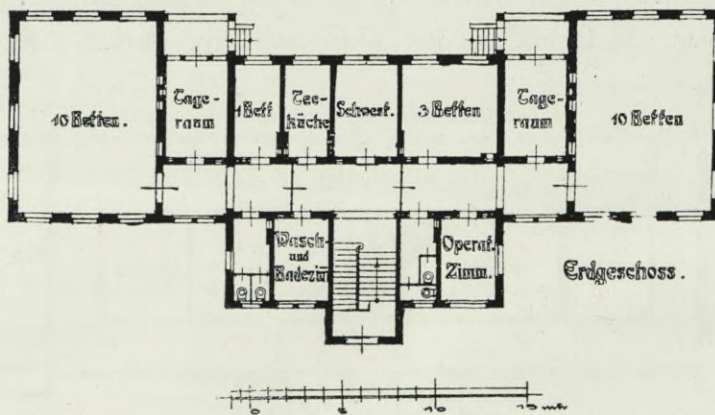 10 Betten.
Tage-
raum
1 Bett
Tee-
küche
Schwest.
3 Betten
Tage-
raum
10 Betten
Wasch-
und
Badezim
Operat.
Zimm.
Erdgeschoss.
0
5
10
15 mtr